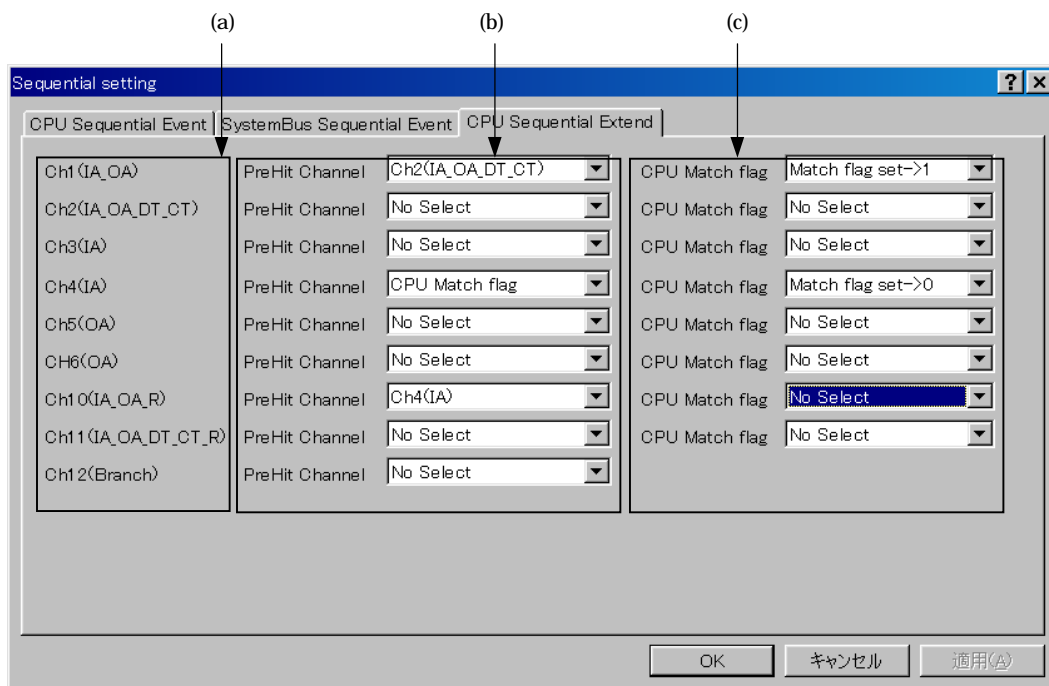 (a) (b) (c)
Sequential setting
CPU Sequential Event SystemBus Sequential Event CPU Sequential Extend
Ch1(IA_OA) PreHit Channel Ch2(IA_OA_DT_CT) CPU Match flag Match flag set->1
Ch2(IA_OA_DT_CT) PreHit Channel No Select CPU Match flag No Select
Ch3(IA) PreHit Channel No Select CPU Match flag No Select
Ch4(IA) PreHit Channel CPU Match flag CPU Match flag Match flag set->0
Ch5(OA) PreHit Channel No Select CPU Match flag No Select
CH6(OA) PreHit Channel No Select CPU Match flag No Select
Ch10(IA_OA_R) PreHit Channel Ch4(IA) CPU Match flag No Select
Ch11(IA_OA_DT_CT_R) PreHit Channel No Select CPU Match flag No Select
Ch12(Branch) PreHit Channel No Select
OK キャンセル 適用(A)